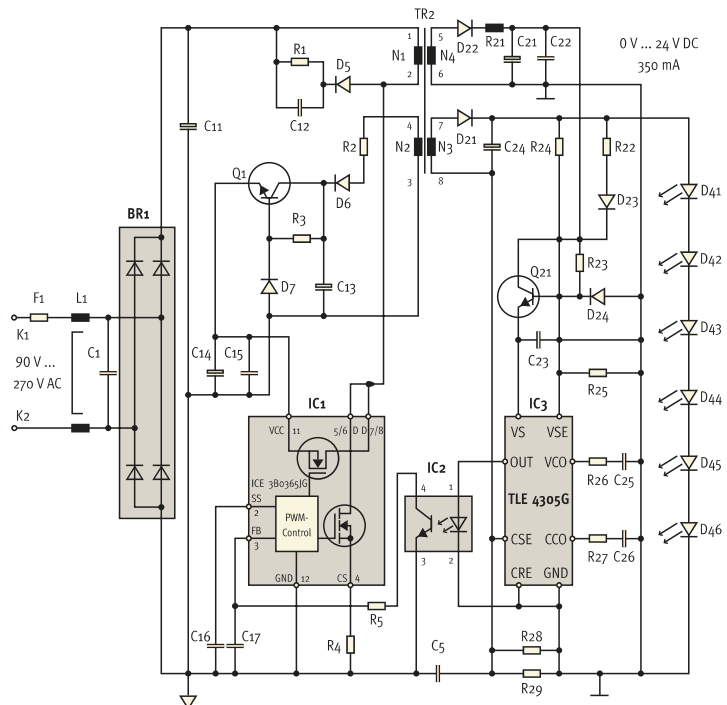 TR2
R1
D5
C12
C11
1
N1
2
5
N4
6
D22
R21
C21
C22
0 V ... 24 V DC
350 mA
R2
4
N2
3
7
N3
8
D21
C24
R24
R22
D23
Q1
D6
R3
D7
C13
BR1
F1
L1
K1
C1
90 V ...
270 V AC
K2
C14
C15
Q21
R23
D24
C23
R25
D41
D42
D43
D44
D45
D46
IC1
VCC
11
5/6
D
D
7/8
ICE 3B0365JG
SS
2
FB
3
PWM-
Control
GND
12
CS
4
IC2
4
1
3
2
IC3
VS
VSE
OUT
VCO
TLE 4305G
CSE
CCO
CRE
GND
R26
C25
R27
C26
C16
C17
R5
R4
C5
R28
R29